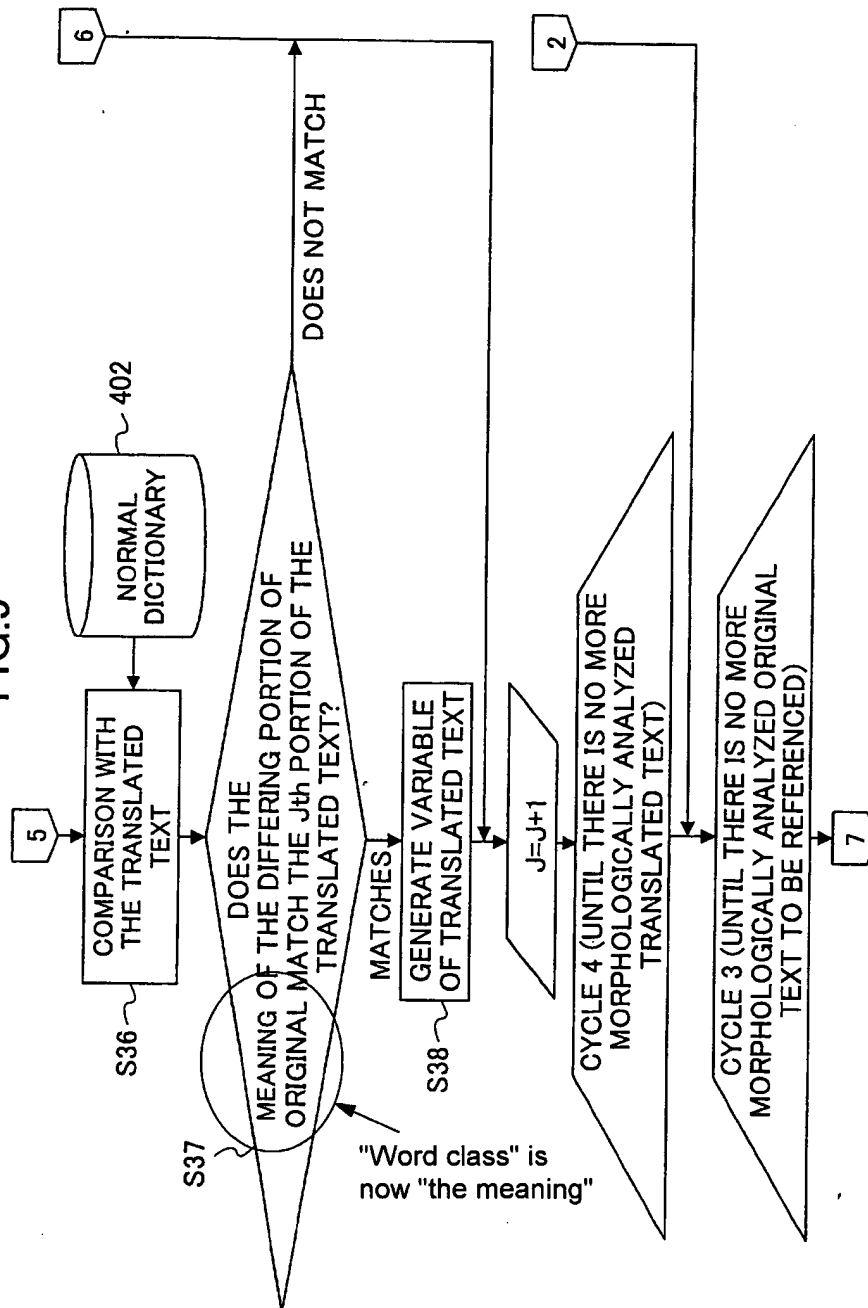 FIG.9
5
6
COMPARISON WITH
THE TRANSLATED
TEXT
S36
NORMAL
DICTIONARY
402
DOES THE
MEANING OF THE DIFFERING PORTION OF
ORIGINAL MATCH THE Jth PORTION OF THE
TRANSLATED TEXT?
S37
DOES NOT MATCH
"Word class" is
now "the meaning"
MATCHES
GENERATE VARIABLE
OF TRANSLATED TEXT
S38
J=J+1
2
CYCLE 4 (UNTIL THERE IS NO MORE
MORPHOLOGICALLY ANALYZED
TRANSLATED TEXT)
CYCLE 3 (UNTIL THERE IS NO MORE
MORPHOLOGICALLY ANALYZED ORIGINAL
TEXT TO BE REFERENCED)
7